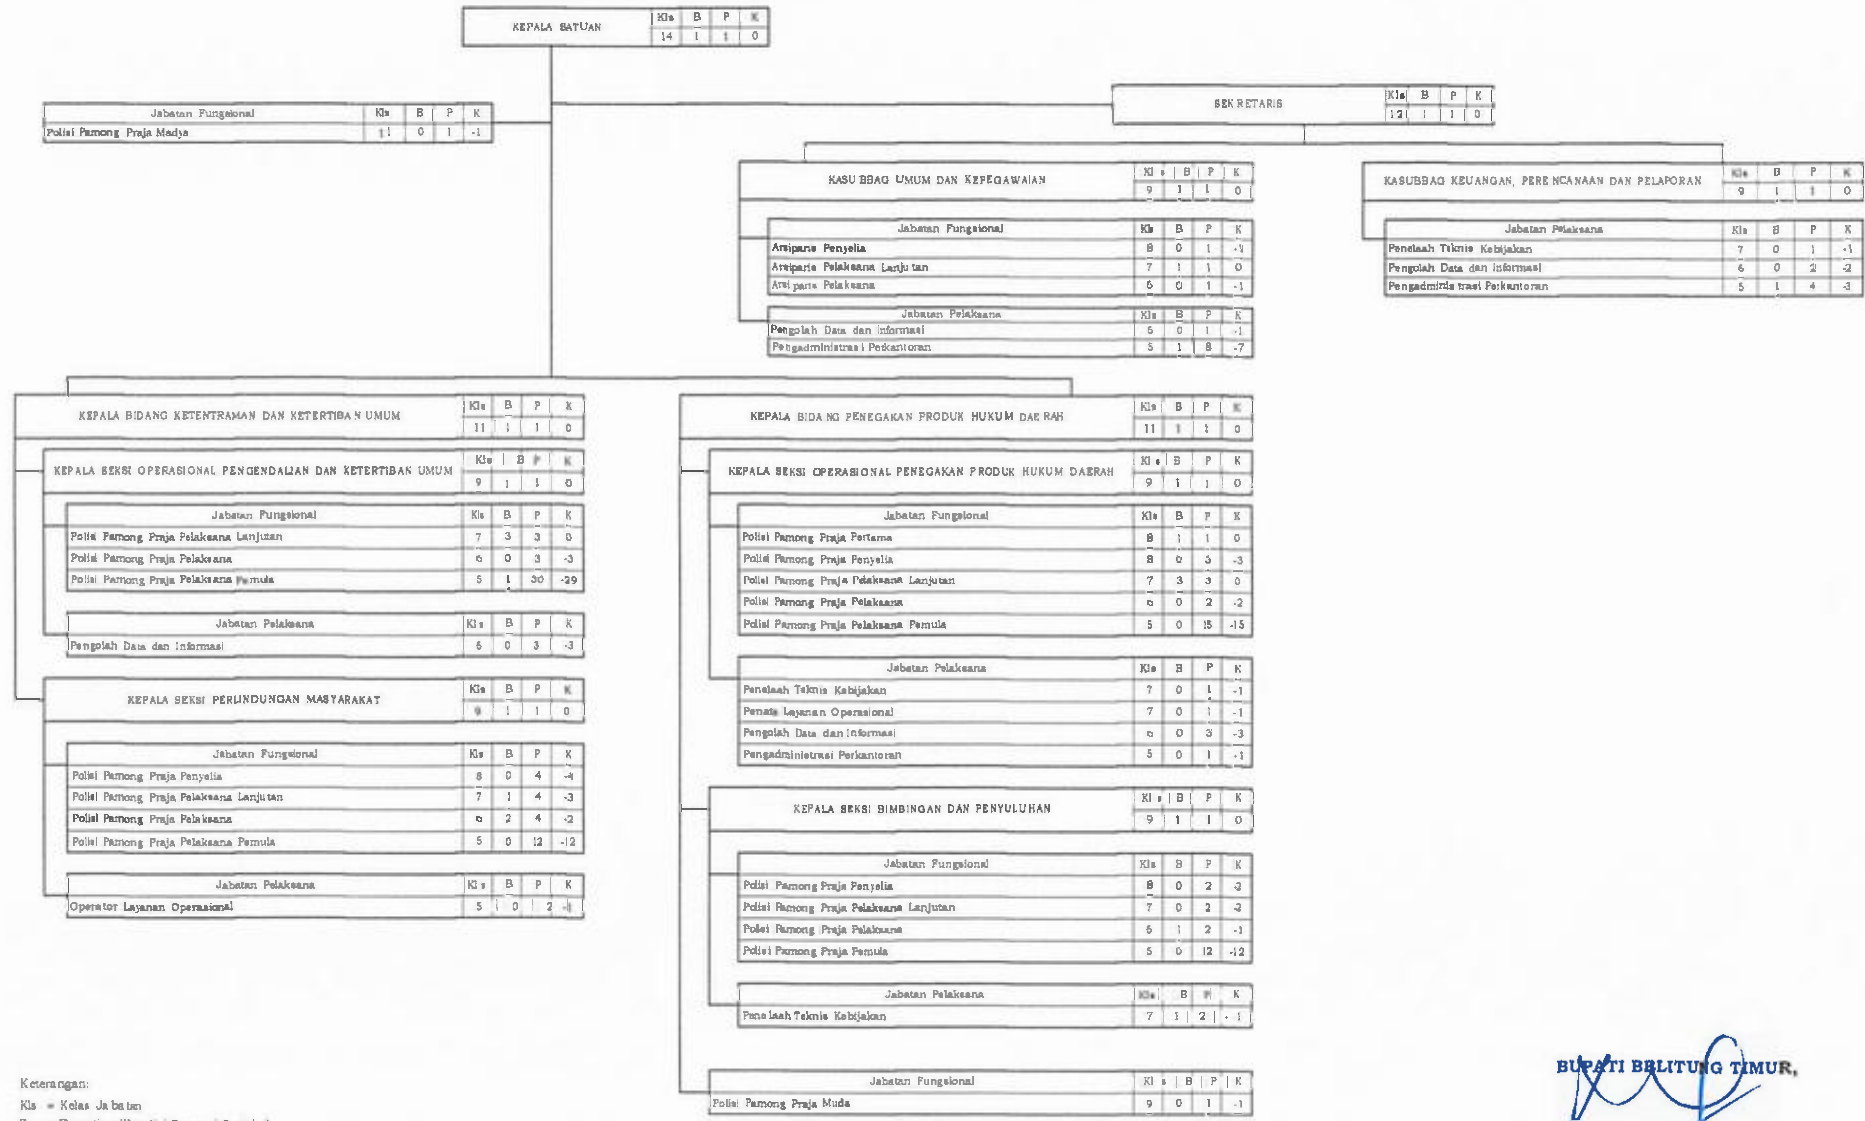 KEPALA SATUAN Kls B P K
14 1 1 0
Jabatan Fungsional Kls B P K
Polisi Pamong Praja Madya 11 0 1 -1
SEKRETARIS Kls B P K
12 1 1 0
KASUBBAG UMUM DAN KEPEGAWAIAN Kls B P K
9 1 1 0
Jabatan Fungsional Kls B P K
Arsiparis Penyelia 8 0 1 -1
Arsiparis Pelaksana Lanjutan 7 1 1 0
Arsiparis Pelaksana 6 0 1 -1
Jabatan Pelaksana Kls B P K
Pengolah Data dan Informasi 6 0 1 -1
Pengadministrasi Perkantoran 5 1 8 -7
KASUBBAG KEUANGAN, PERENCANAAN DAN PELAPORAN Kls B P K
9 1 1 0
Jabatan Pelaksana Kls B P K
Penelaah Teknis Kebijakan 7 0 1 -1
Pengolah Data dan Informasi 6 0 2 -2
Pengadministrasi Perkantoran 5 1 4 -3
KEPALA BIDANG KETENTRAMAN DAN KETERTIBAN UMUM Kls B P K
11 1 1 0
KEPALA SEKSI OPERASIONAL PENGENDALIAN DAN KETERTIBAN UMUM Kls B P K
9 1 1 0
Jabatan Fungsional Kls B P K
Polisi Pamong Praja Pelaksana Lanjutan 7 3 3 0
Polisi Pamong Praja Pelaksana 6 0 3 -3
Polisi Pamong Praja Pelaksana Pemula 5 1 30 -29
Jabatan Pelaksana Kls B P K
Pengolah Data dan Informasi 6 0 3 -3
KEPALA SEKSI PERLINDUNGAN MASYARAKAT Kls B P K
9 1 1 0
Jabatan Fungsional Kls B P K
Polisi Pamong Praja Penyelia 8 0 4 -4
Polisi Pamong Praja Pelaksana Lanjutan 7 1 4 -3
Polisi Pamong Praja Pelaksana 6 2 4 -2
Polisi Pamong Praja Pelaksana Pemula 5 0 12 -12
Jabatan Pelaksana Kls B P K
Operator Layanan Operasional 5 0 2 -1
KEPALA BIDANG PENEGAKAN PRODUK HUKUM DAERAH Kls B P K
11 1 1 0
KEPALA SEKSI OPERASIONAL PENEGAKAN PRODUK HUKUM DAERAH Kls B P K
9 1 1 0
Jabatan Fungsional Kls B P K
Polisi Pamong Praja Pertama 8 1 1 0
Polisi Pamong Praja Penyelia 8 0 3 -3
Polisi Pamong Praja Pelaksana Lanjutan 7 3 3 0
Polisi Pamong Praja Pelaksana 6 0 2 -2
Polisi Pamong Praja Pelaksana Pemula 5 0 15 -15
Jabatan Pelaksana Kls B P K
Penelaah Teknis Kebijakan 7 0 1 -1
Penata Layanan Operasional 7 0 1 -1
Pengolah Data dan Informasi 6 0 3 -3
Pengadministrasi Perkantoran 5 0 1 -1
KEPALA SEKSI BIMBINGAN DAN PENYULUHAN Kls B P K
9 1 1 0
Jabatan Fungsional Kls B P K
Polisi Pamong Praja Penyelia 8 0 2 -2
Polisi Pamong Praja Pelaksana Lanjutan 7 0 2 -2
Polisi Pamong Praja Pelaksana 6 1 2 -1
Polisi Pamong Praja Pemula 5 0 12 -12
Jabatan Pelaksana Kls B P K
Penelaah Teknis Kebijakan 7 1 2 -1
Jabatan Fungsional Kls B P K
Polisi Pamong Praja Muda 9 0 1 -1
Keterangan:
Kls = Kelas Jabatan
BUPATI BELITUNG TIMUR,